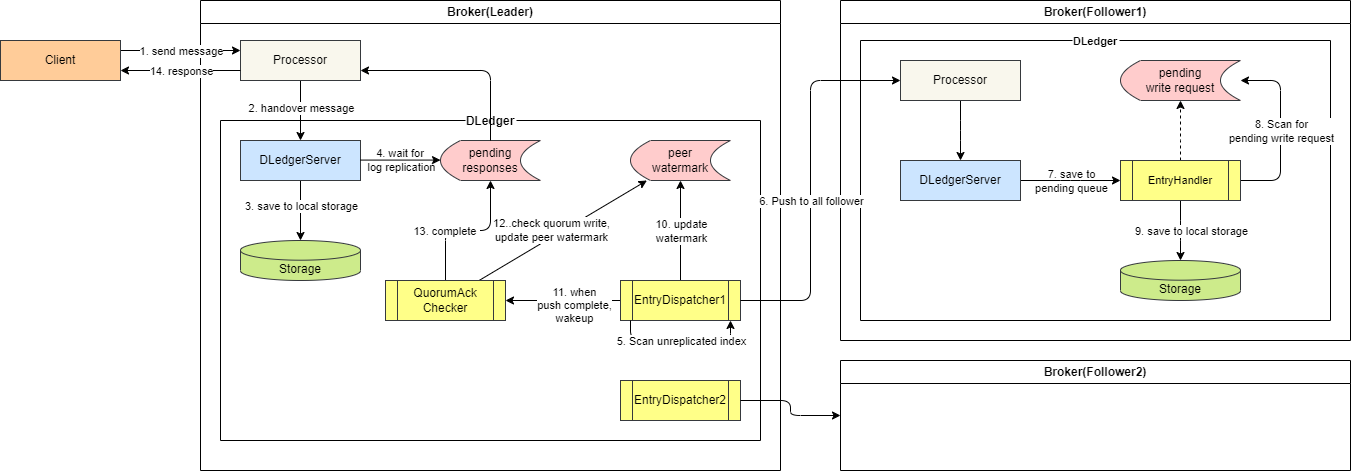 Broker(Leader)
Broker(Follower1)
Client
1. send message
14. response
Processor
2. handover message
DLedger
DLedgerServer
4. wait for
log replication
pending
responses
peer
watermark
3. save to local storage
Storage
13. complete
12..check quorum write,
update peer watermark
10. update
watermark
QuorumAck
Checker
11. when
push complete,
wakeup
EntryDispatcher1
5. Scan unreplicated index
EntryDispatcher2
6. Push to all follower
DLedger
Processor
pending
write request
8. Scan for
pending write request
DLedgerServer
7. save to
pending queue
EntryHandler
9. save to local storage
Storage
Broker(Follower2)